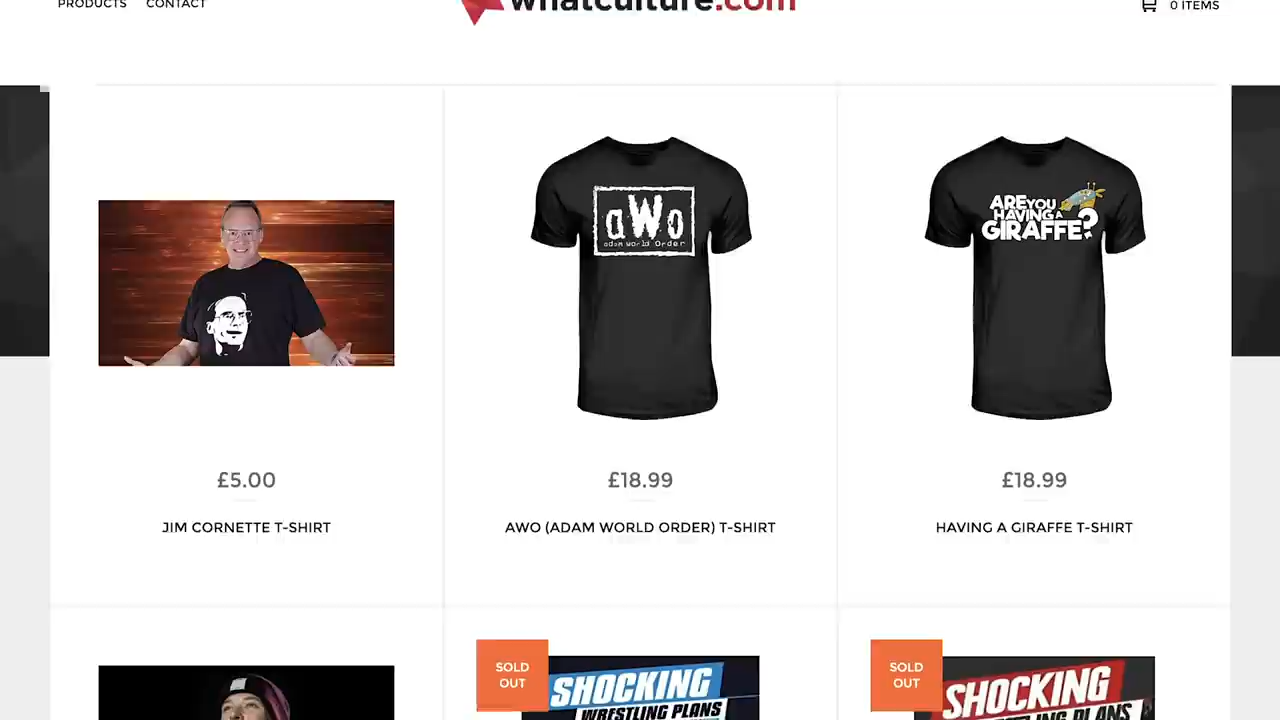 PRODUCTS CONTACT
whatculture.com
0 ITEMS
aWo
adam world Order
ARE YOU
HAVING A
GIRAFFE?
£5.00
£18.99
£18.99
JIM CORNETTE T-SHIRT
AWO (ADAM WORLD ORDER) T-SHIRT
HAVING A GIRAFFE T-SHIRT
SOLD
OUT
SHOCKING
WRESTLING PLANS
SOLD
OUT
SHOCKING
WRESTLING PLANS